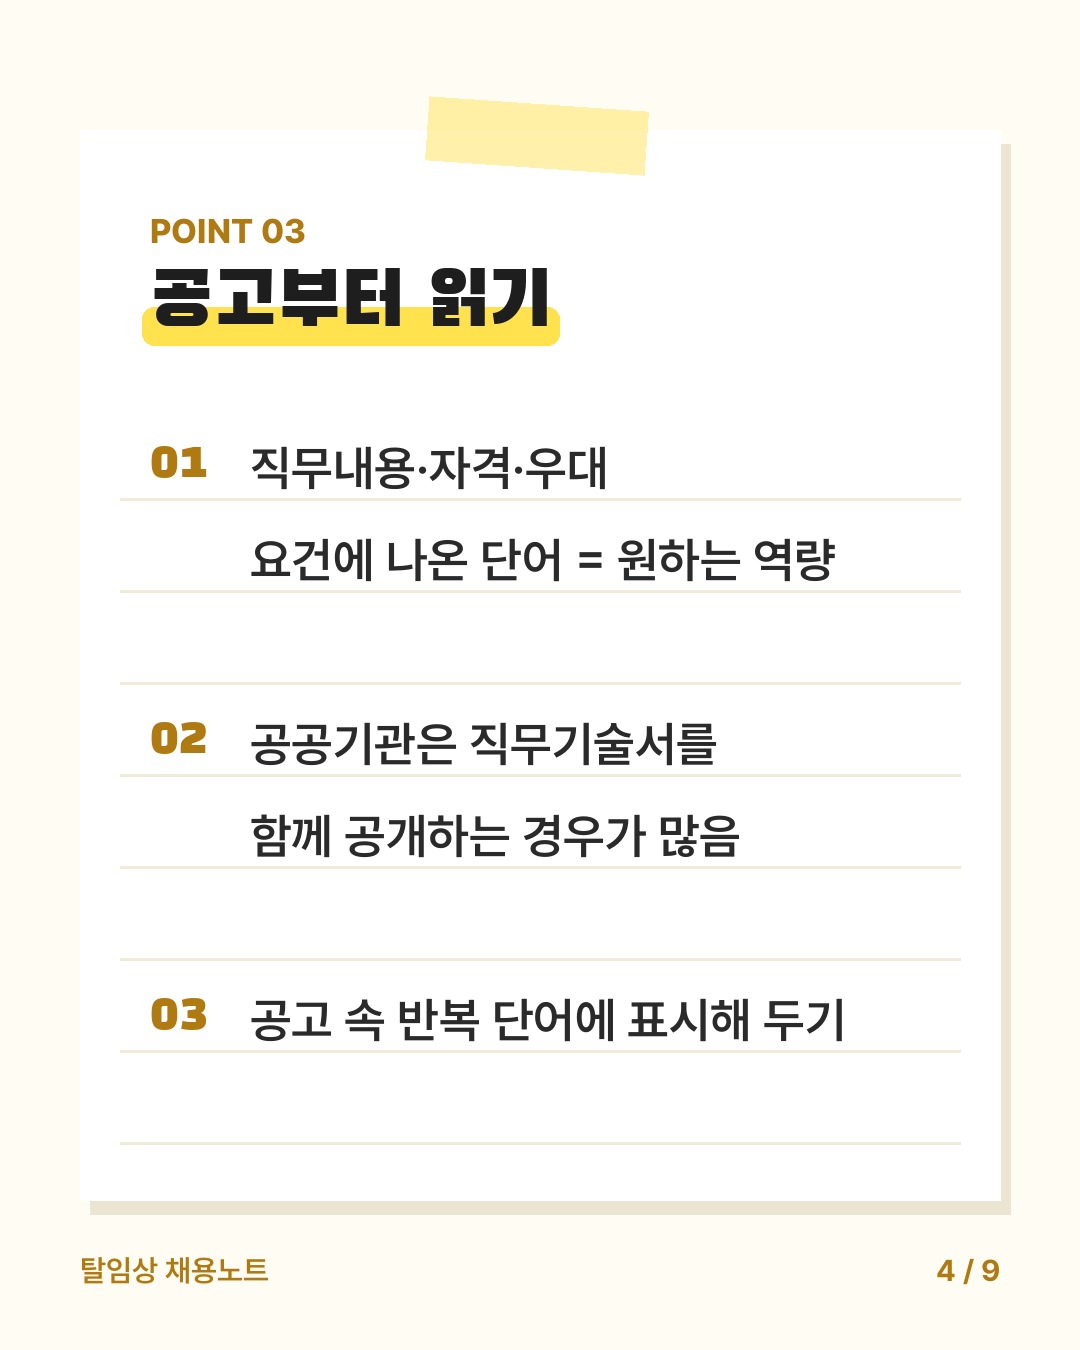 POINT 03
공고부터 읽기
01 직무내용·자격·우대
요건에 나온 단어 = 원하는 역량
02 공공기관은 직무기술서를
함께 공개하는 경우가 많음
03 공고 속 반복 단어에 표시해 두기
탈임상 채용노트
4 / 9